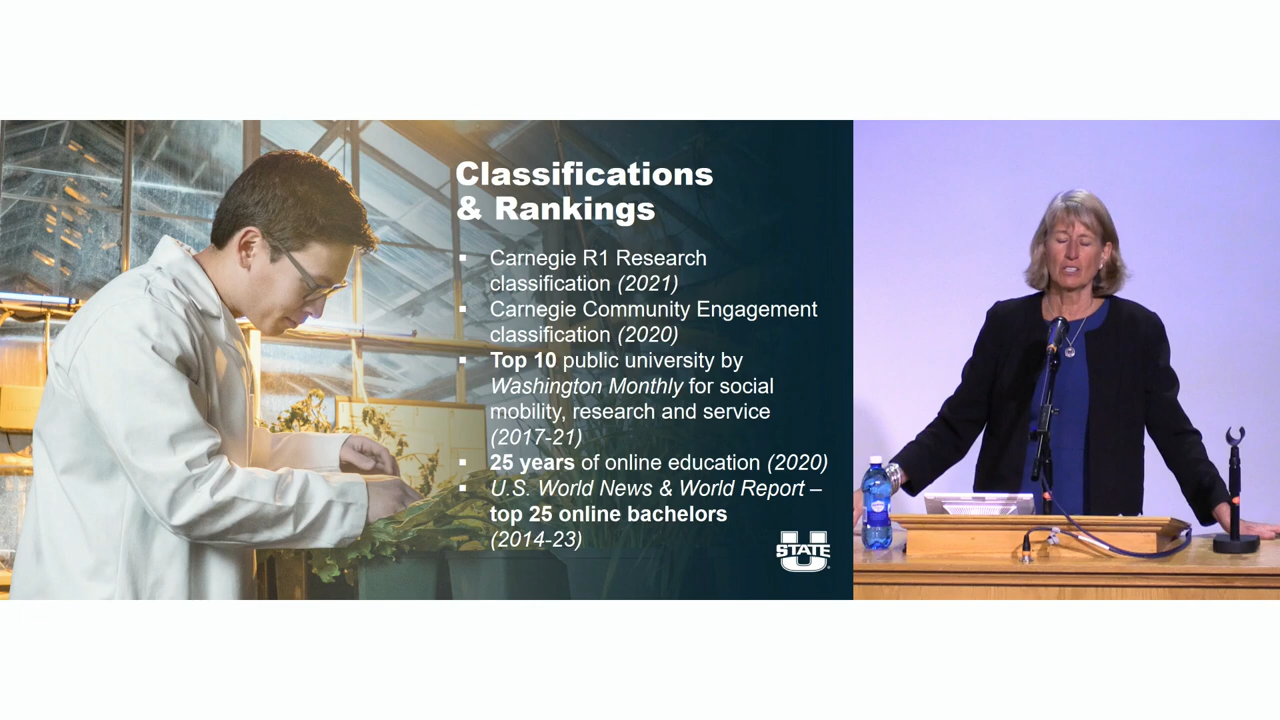 Classifications
& Rankings
▪ Carnegie R1 Research
classification (2021)
▪ Carnegie Community Engagement
classification (2020)
▪ Top 10 public university by
Washington Monthly for social
mobility, research and service
(2017-21)
▪ 25 years of online education (2020)
▪ U.S. World News & World Report –
top 25 online bachelors
(2014-23)
U
STATE